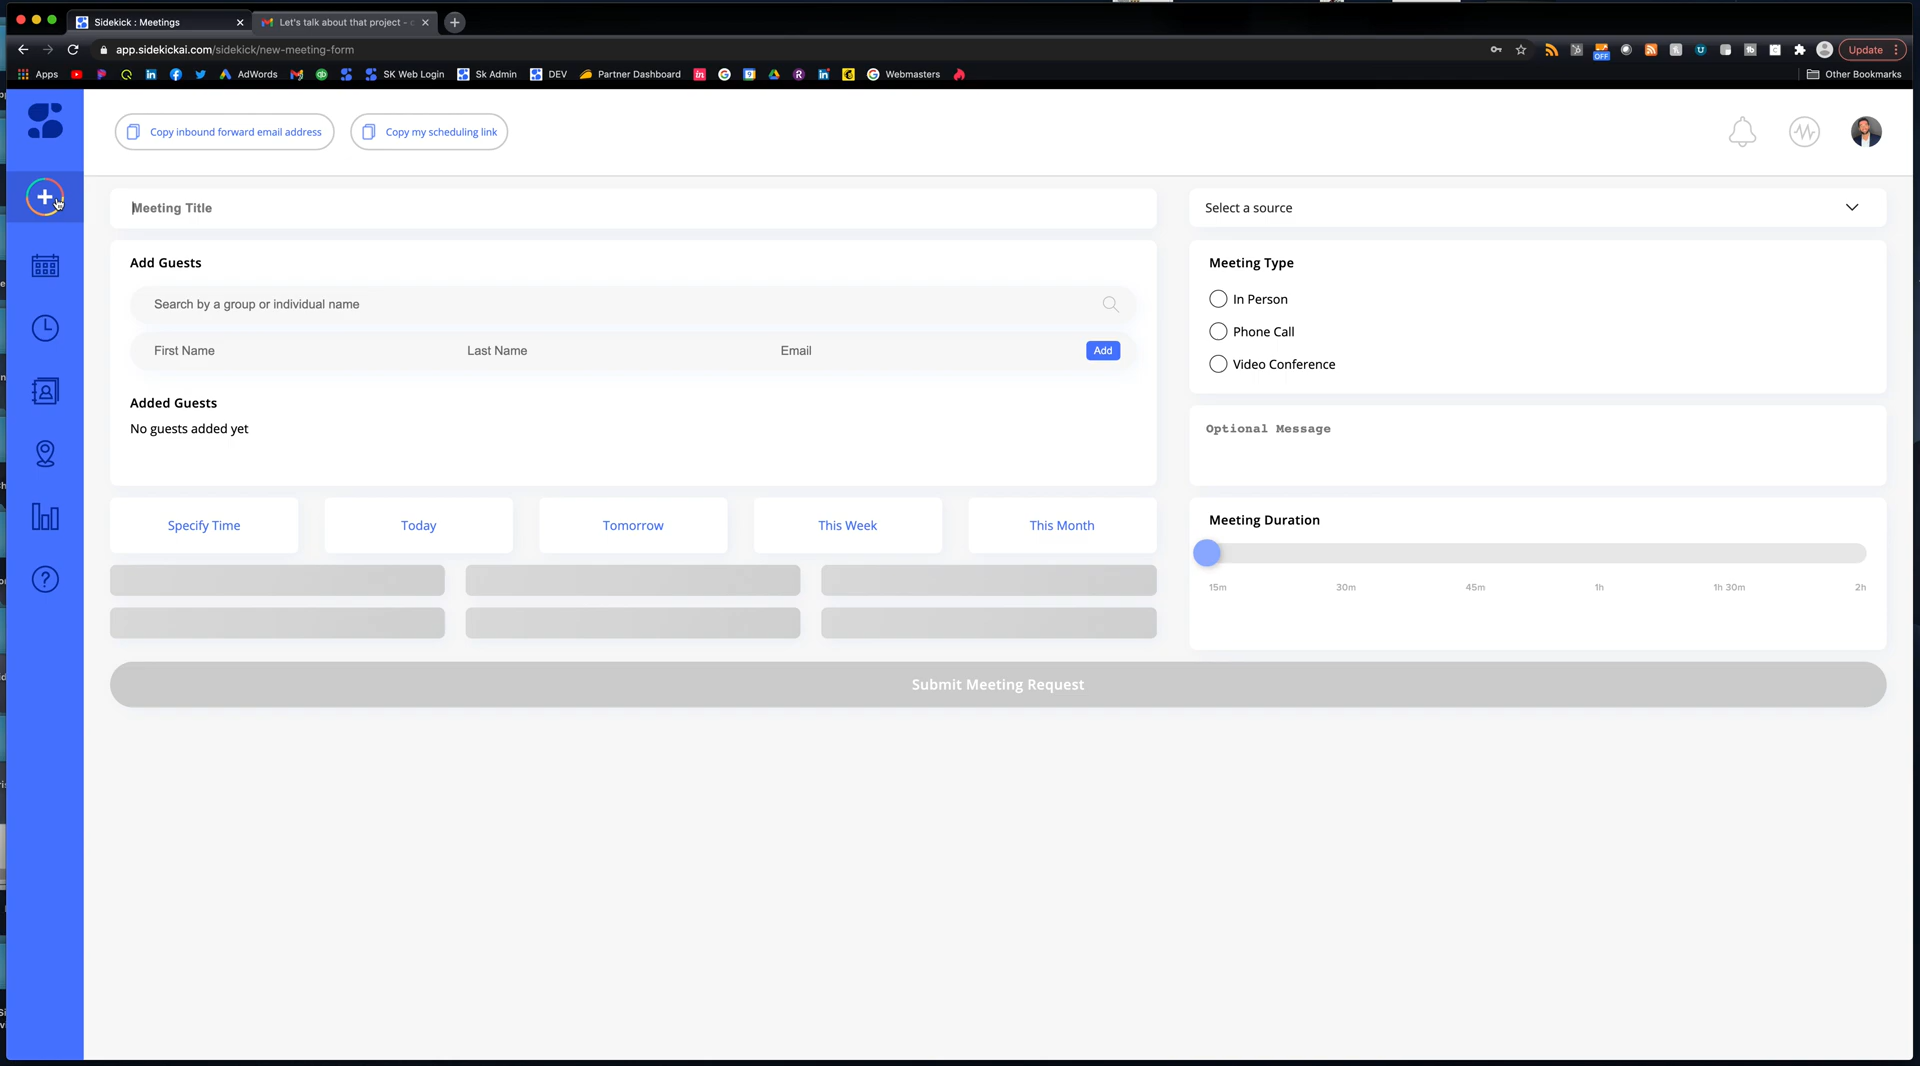 Sidekick : Meetings
Let's talk about that project -
app.sidekickai.com/sidekick/new-meeting-form
Update
Apps
AdWords
SK Web Login
Sk Admin
DEV
Partner Dashboard
Webmasters
Other Bookmarks
OFF
Copy inbound forward email address
Copy my scheduling link
Meeting Title
Select a source
Add Guests
Search by a group or individual name
First Name
Last Name
Email
Add
Added Guests
No guests added yet
Meeting Type
In Person
Phone Call
Video Conference
Optional Message
Specify Time
Today
Tomorrow
This Week
This Month
Meeting Duration
15m
30m
45m
1h
1h 30m
2h
Submit Meeting Request